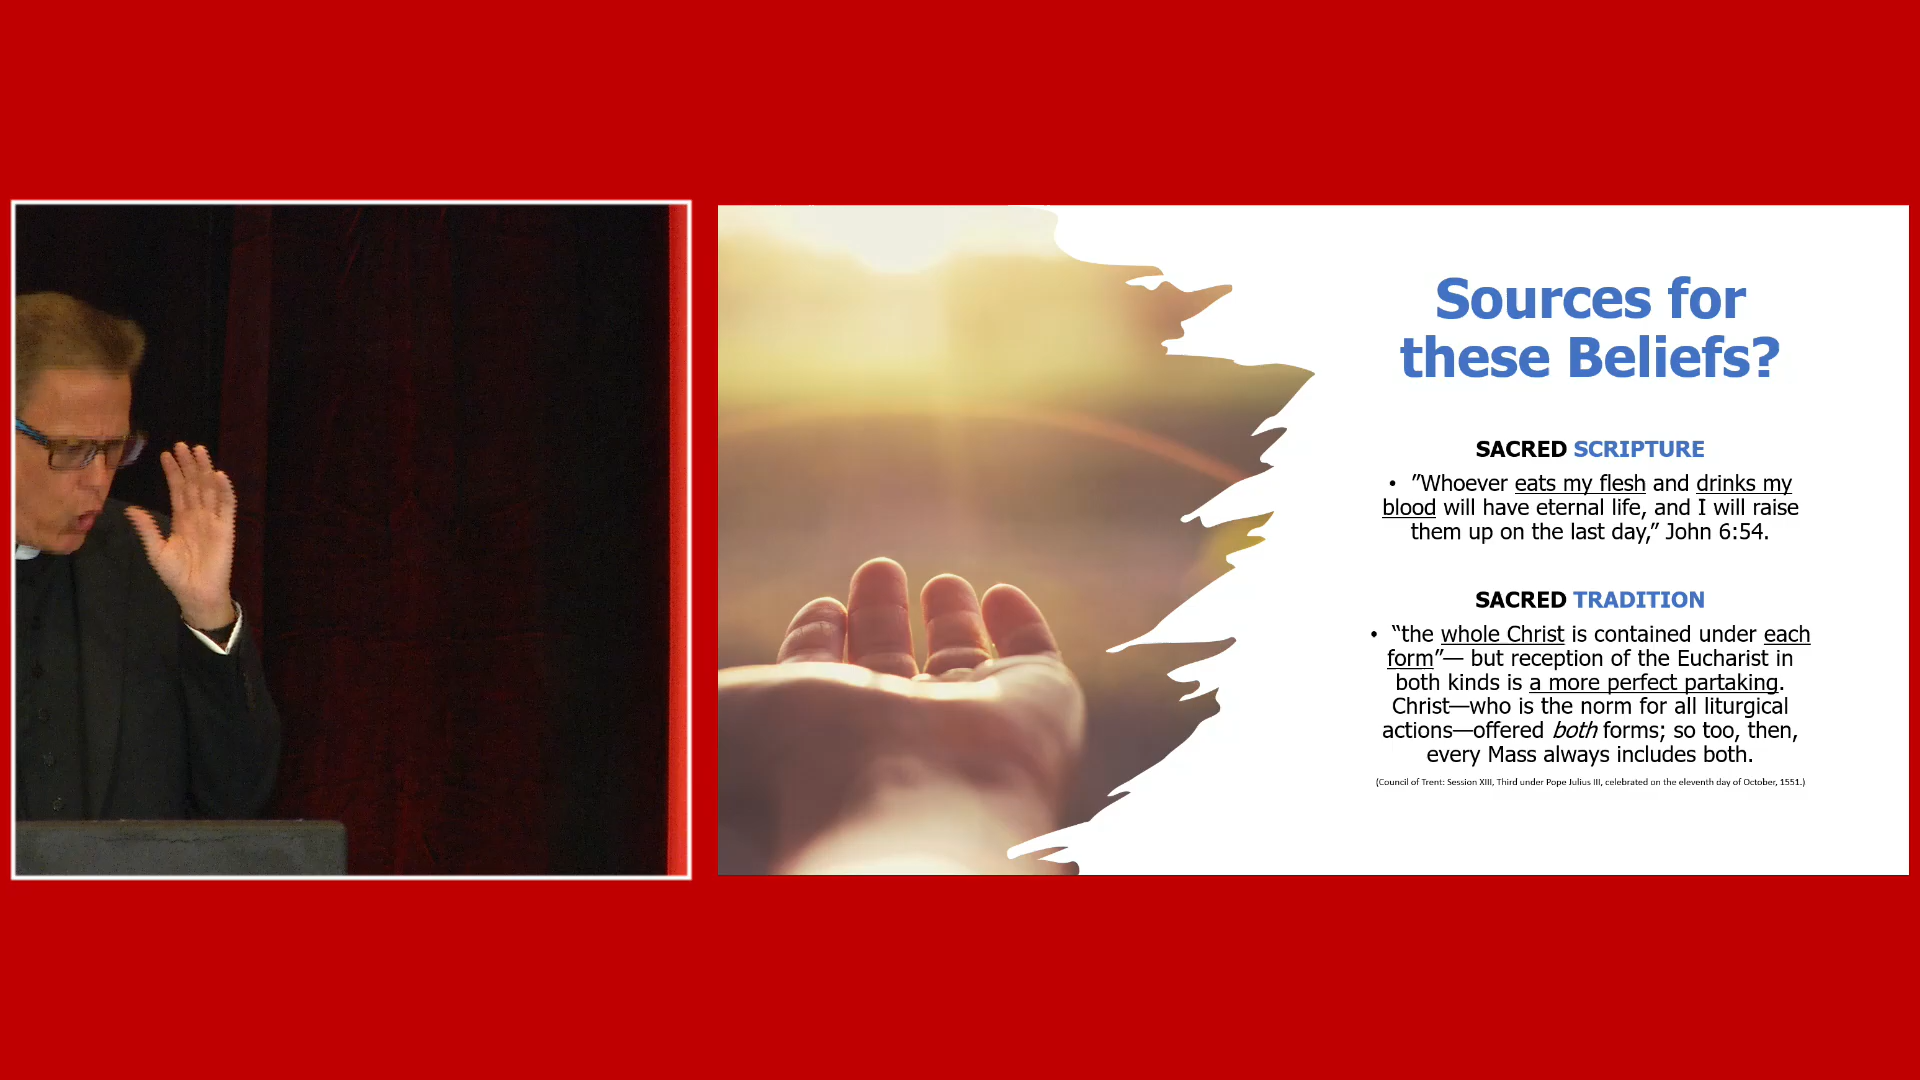 Sources for
these Beliefs?
SACRED SCRIPTURE
• ”Whoever eats my flesh and drinks my
blood will have eternal life, and I will raise
them up on the last day,” John 6:54.
SACRED TRADITION
• “the whole Christ is contained under each
form”— but reception of the Eucharist in
both kinds is a more perfect partaking.
Christ—who is the norm for all liturgical
actions—offered both forms; so too, then,
every Mass always includes both.
(Council of Trent: Session XIII, Third under Pope Julius III, celebrated on the eleventh day of October, 1551.)